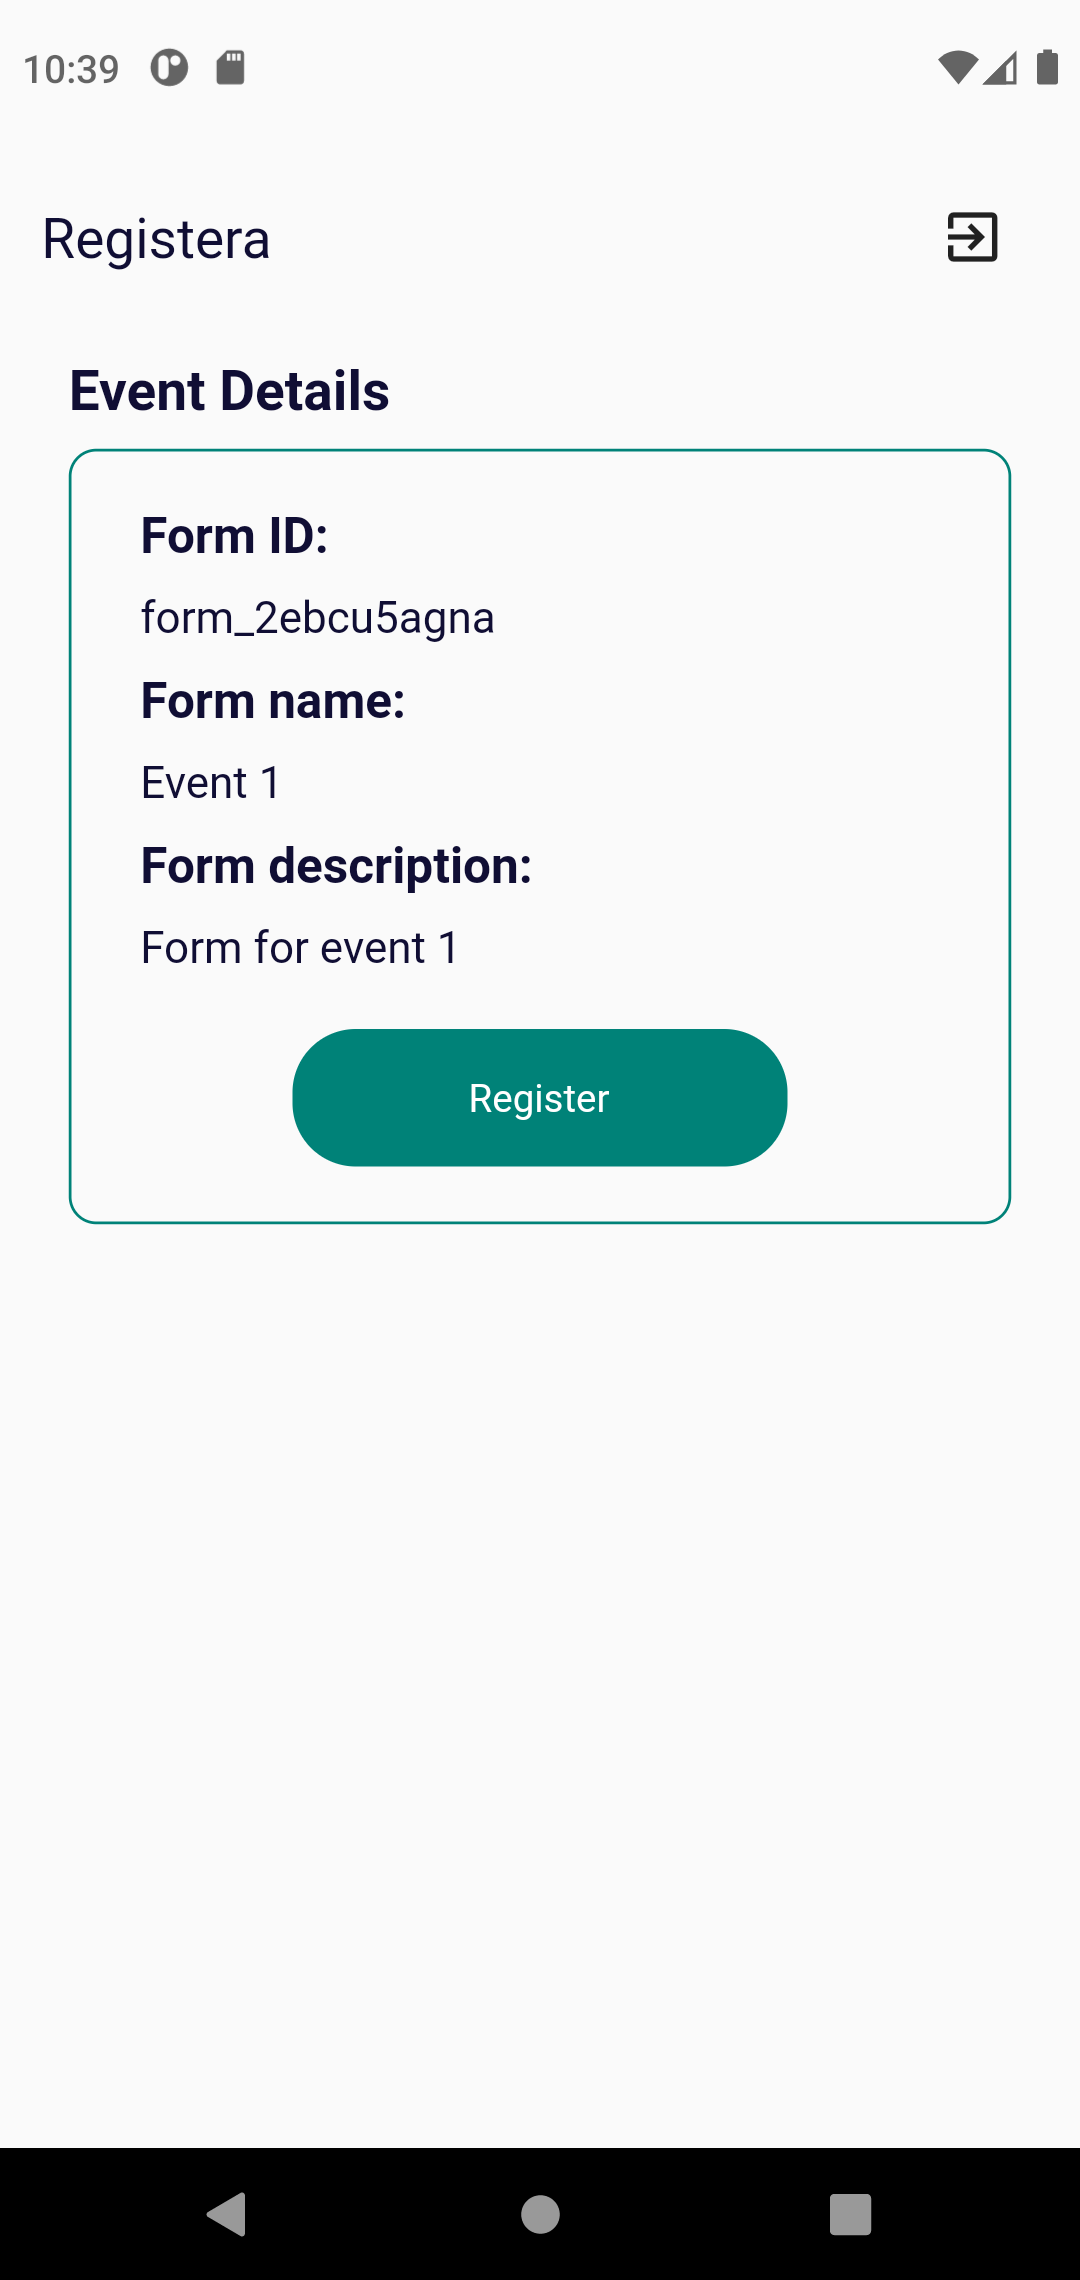 10:39
Registera
Event Details
Form ID:
form_2ebcu5agna
Form name:
Event 1
Form description:
Form for event 1
Register